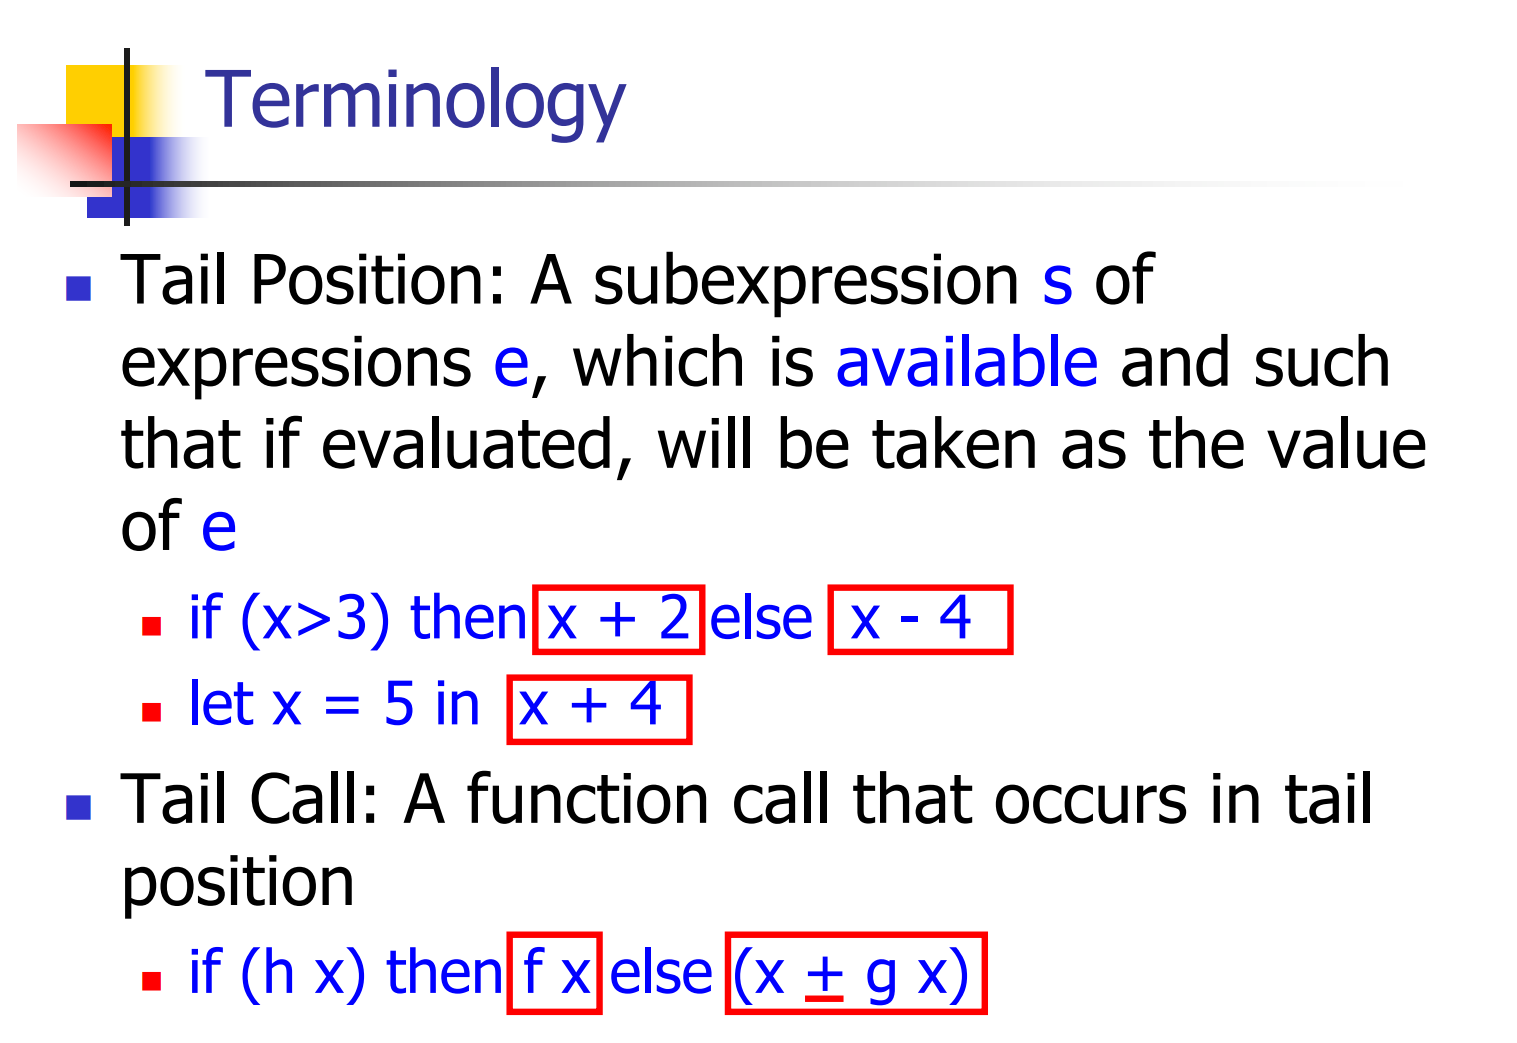 Terminology
Tail Position: A subexpression s of
expressions e, which is available and such
that if evaluated, will be taken as the value
of e
if (x>3) then x + 2 else x - 4
let x = 5 in x + 4
Tail Call: A function call that occurs in tail
position
if (h x) then f x else (x + g x)